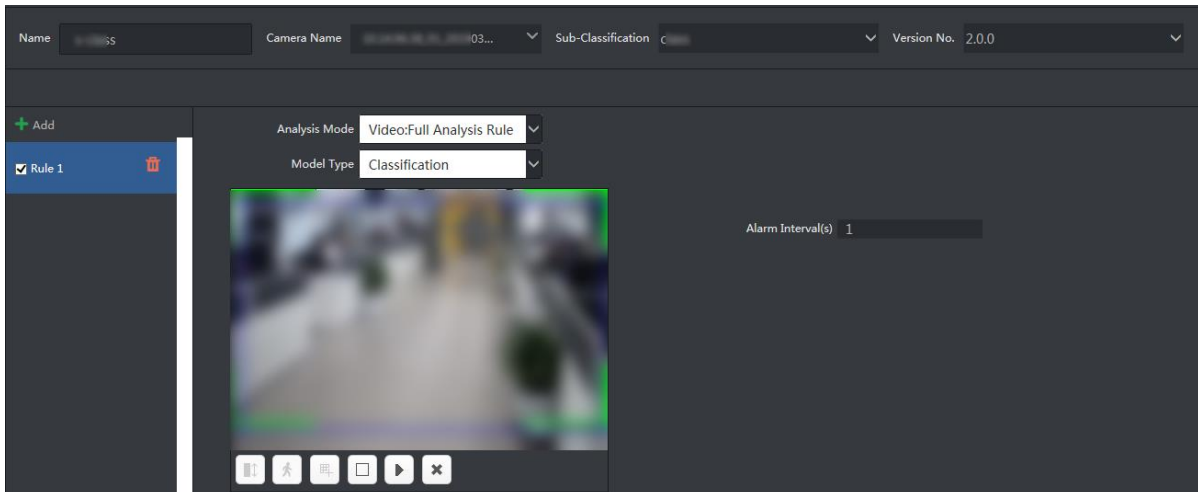 Name
Camera Name 03...
Sub-Classification
Version No. 2.0.0
Add
Rule 1
Analysis Mode Video:Full Analysis Rule
Model Type Classification
Alarm Interval(s) 1